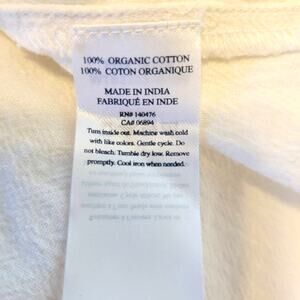 100% ORGANIC COTTON
100% COTON ORGANIQUE
MADE IN INDIA
FABRIQUÉ EN INDE
RN# 140476
CA# 06894
Turn inside out. Machine wash cold
with like colors. Gentle cycle. Do
not bleach. Tumble dry low. Remove
promptly. Cool iron when needed.